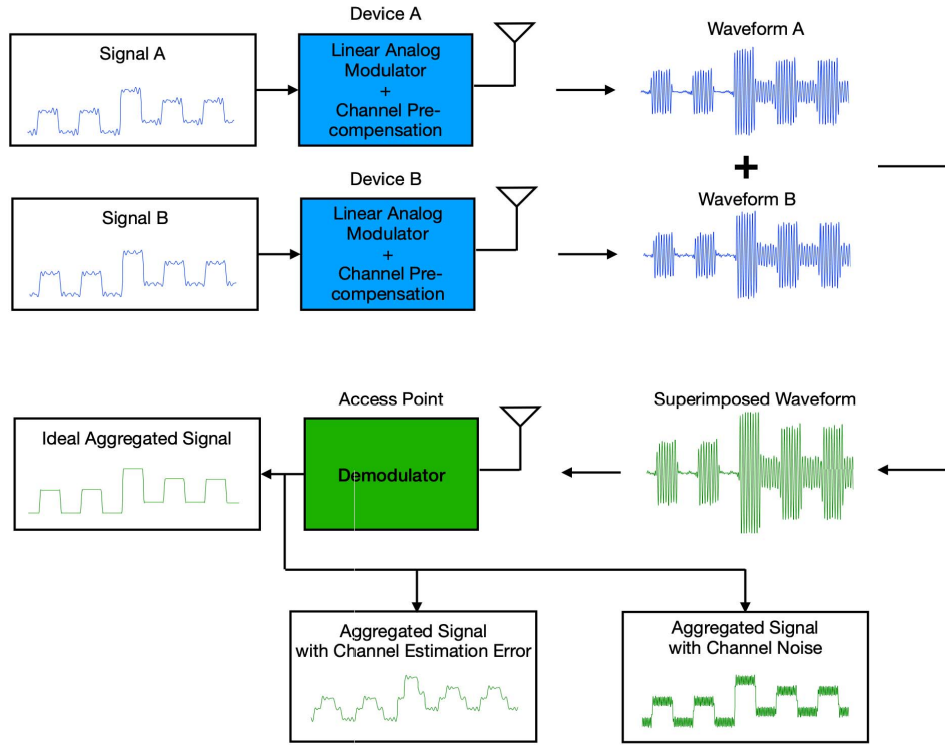 Device A
Signal A
Linear Analog
Modulator
+
Channel Pre-
compensation
Waveform A
+
Device B
Signal B
Linear Analog
Modulator
+
Channel Pre-
compensation
Waveform B
Access Point
Superimposed Waveform
Ideal Aggregated Signal
Demodulator
Aggregated Signal
with Channel Estimation Error
Aggregated Signal
with Channel Noise